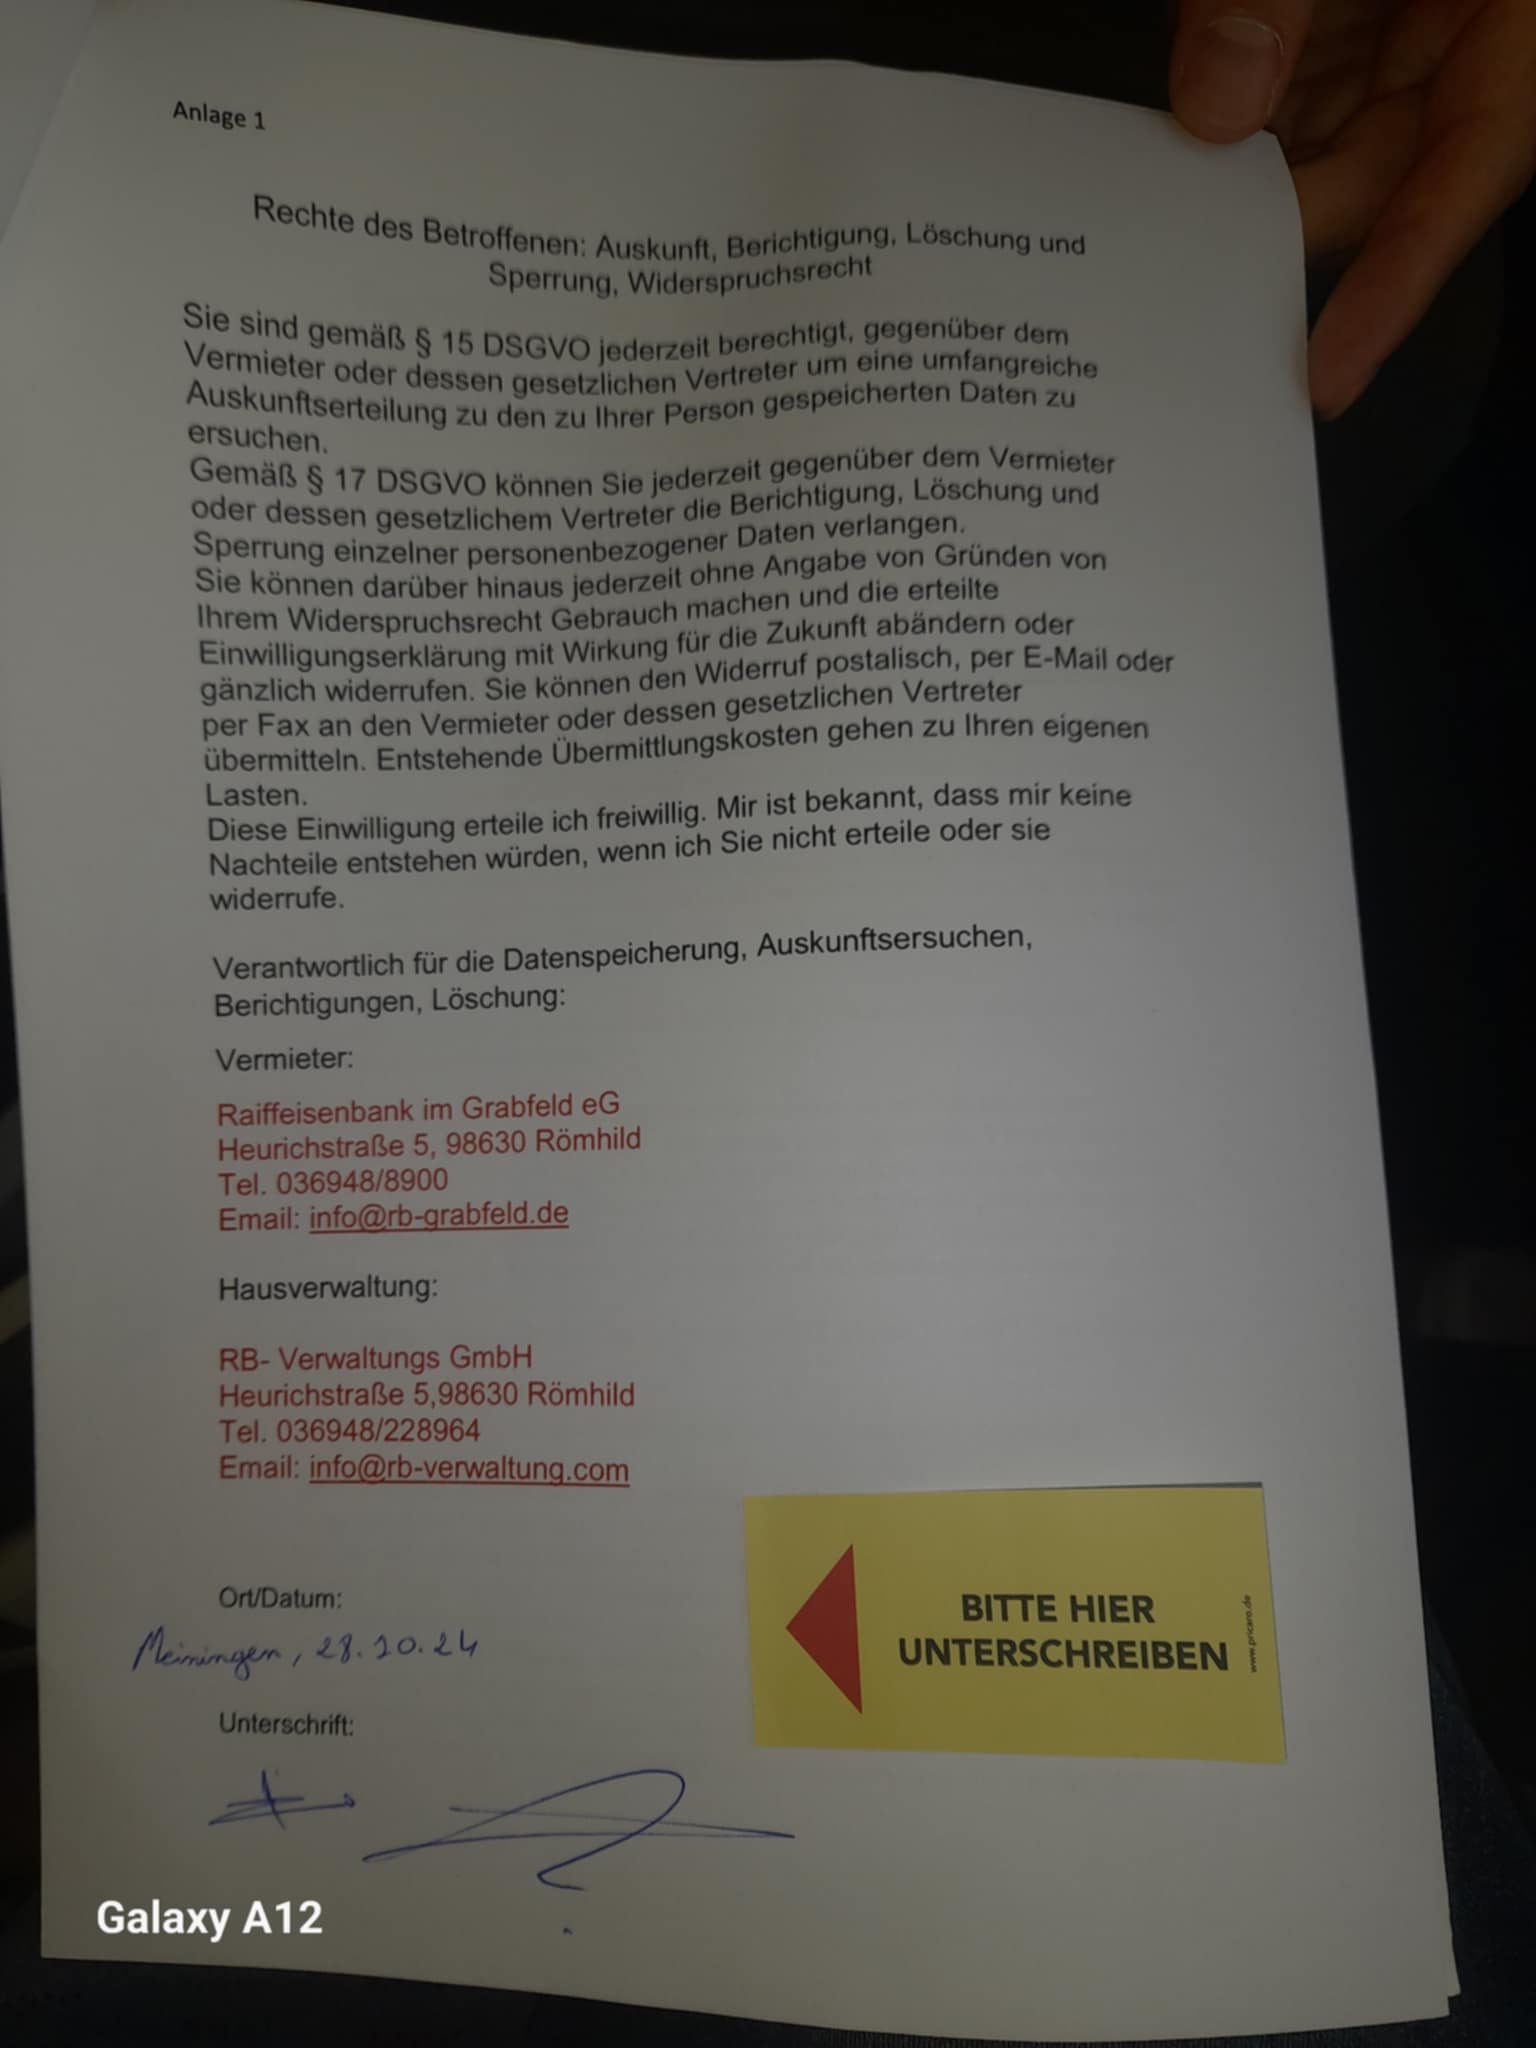 Anlage 1
Rechte des Betroffenen: Auskunft, Berichtigung, Löschung und
Sperrung, Widerspruchsrecht
Sie sind gemäß § 15 DSGVO jederzeit berechtigt, gegenüber dem
Vermieter oder dessen gesetzlichen Vertreter um eine umfangreiche
Auskunftserteilung zu den zu Ihrer Person gespeicherten Daten zu
ersuchen.
Gemäß § 17 DSGVO können Sie jederzeit gegenüber dem Vermieter
oder dessen gesetzlichem Vertreter die Berichtigung, Löschung und
Sperrung einzelner personenbezogener Daten verlangen.
Sie können darüber hinaus jederzeit ohne Angabe von Gründen von
Ihrem Widerspruchsrecht Gebrauch machen und die erteilte
Einwilligungserklärung mit Wirkung für die Zukunft abändern oder
gänzlich widerrufen. Sie können den Widerruf postalisch, per E-Mail oder
per Fax an den Vermieter oder dessen gesetzlichen Vertreter
übermitteln. Entstehende Übermittlungskosten gehen zu Ihren eigenen
Lasten.
Diese Einwilligung erteile ich freiwillig. Mir ist bekannt, dass mir keine
Nachteile entstehen würden, wenn ich Sie nicht erteile oder sie
widerrufe.
Verantwortlich für die Datenspeicherung, Auskunftsersuchen,
Berichtigungen, Löschung:
Vermieter:
Raiffeisenbank im Grabfeld eG
Heurichstraße 5, 98630 Römhild
Tel. 036948/8900
Email: info@rb-grabfeld.de
Hausverwaltung:
RB- Verwaltungs GmbH
Heurichstraße 5,98630 Römhild
Tel. 036948/228964
Email: info@rb-verwaltung.com
Ort/Datum:
Meiningen, 28.10.24
Unterschrift:
BITTE HIER
UNTERSCHREIBEN
www.pricaro.de
Galaxy A12